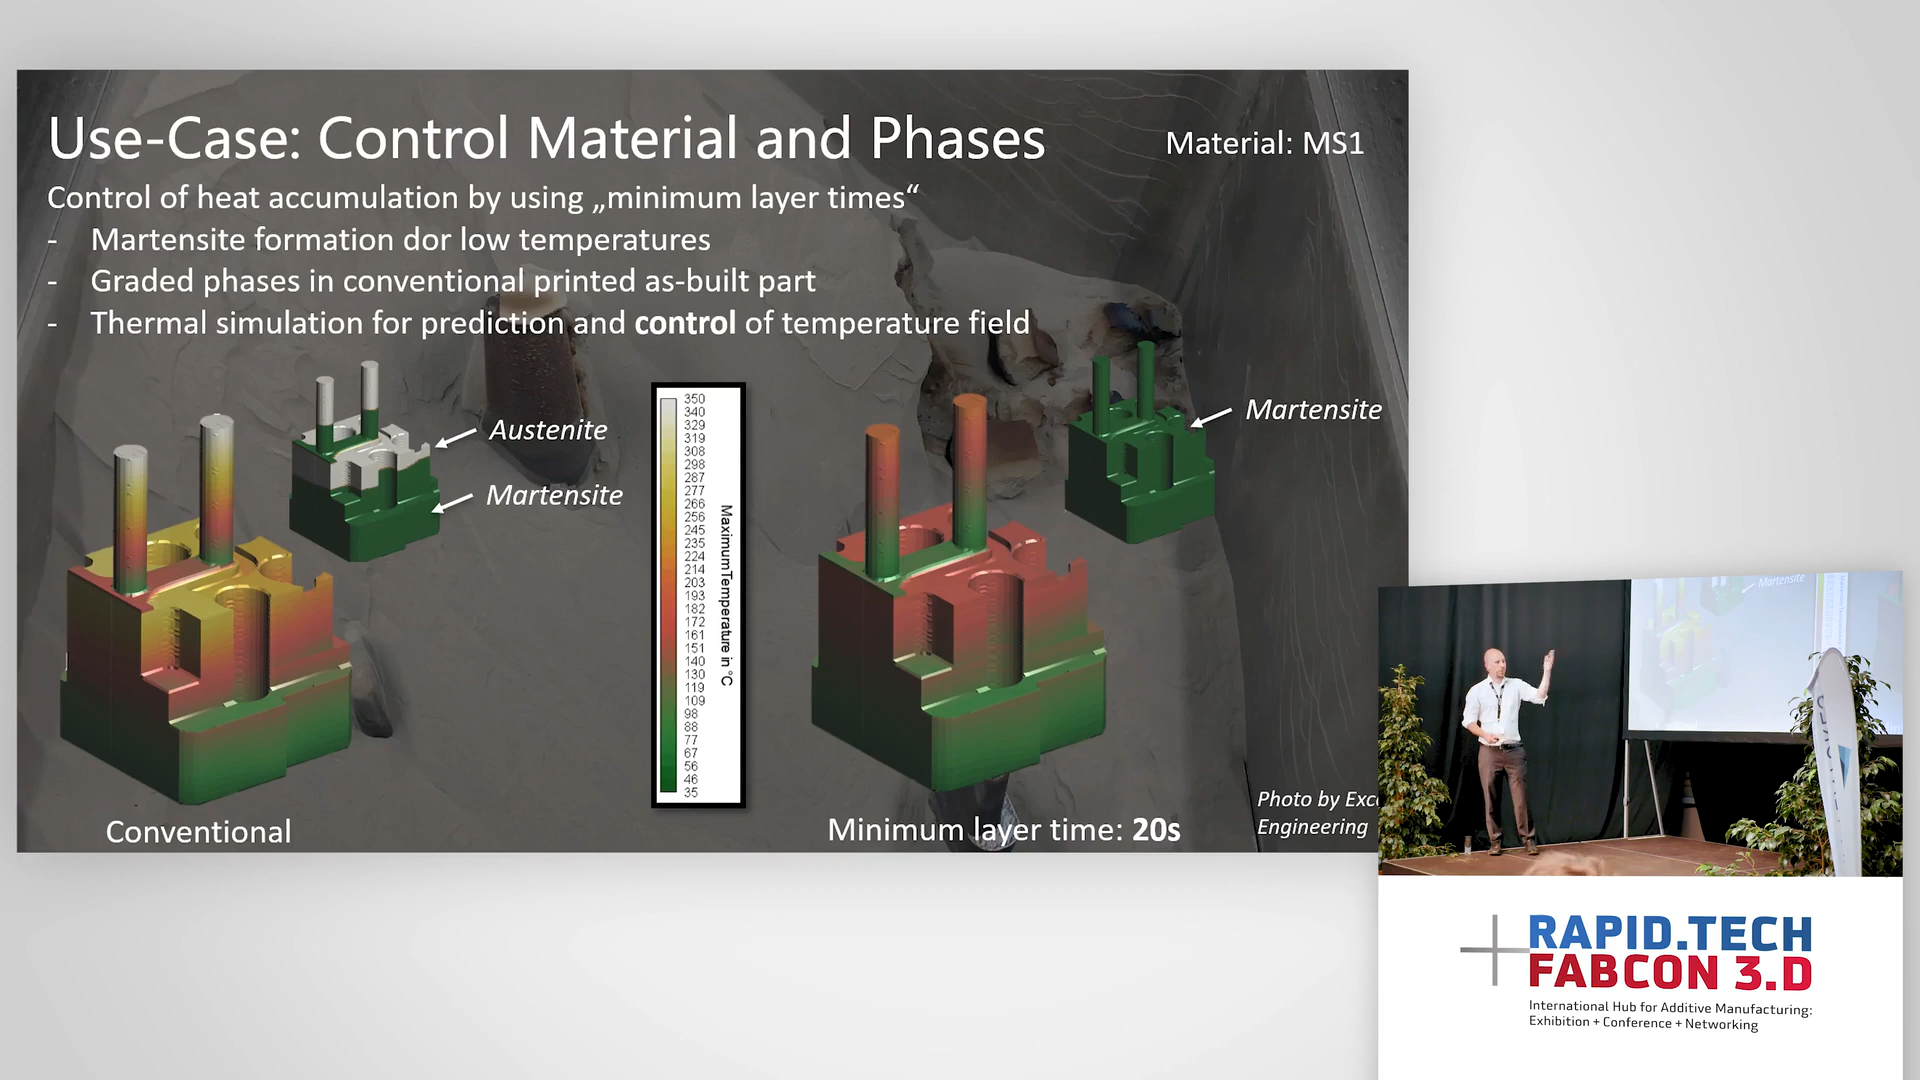 Use-Case: Control Material and Phases
Material: MS1
Control of heat accumulation by using „minimum layer times“
- Martensite formation dor low temperatures
- Graded phases in conventional printed as-built part
- Thermal simulation for prediction and control of temperature field
Austenite
Martensite
Martensite
350
340
329
319
308
298
287
277
266
256
245
235
224
214
203
193
182
172
161
151
140
130
119
109
98
88
77
67
56
46
35
MaximumTemperature in °C
Conventional
Minimum layer time: 20s
Photo by Exc
Engineering
Martensite
RAPID.TECH
FABCON 3.D
International Hub for Additive Manufacturing:
Exhibition + Conference + Networking